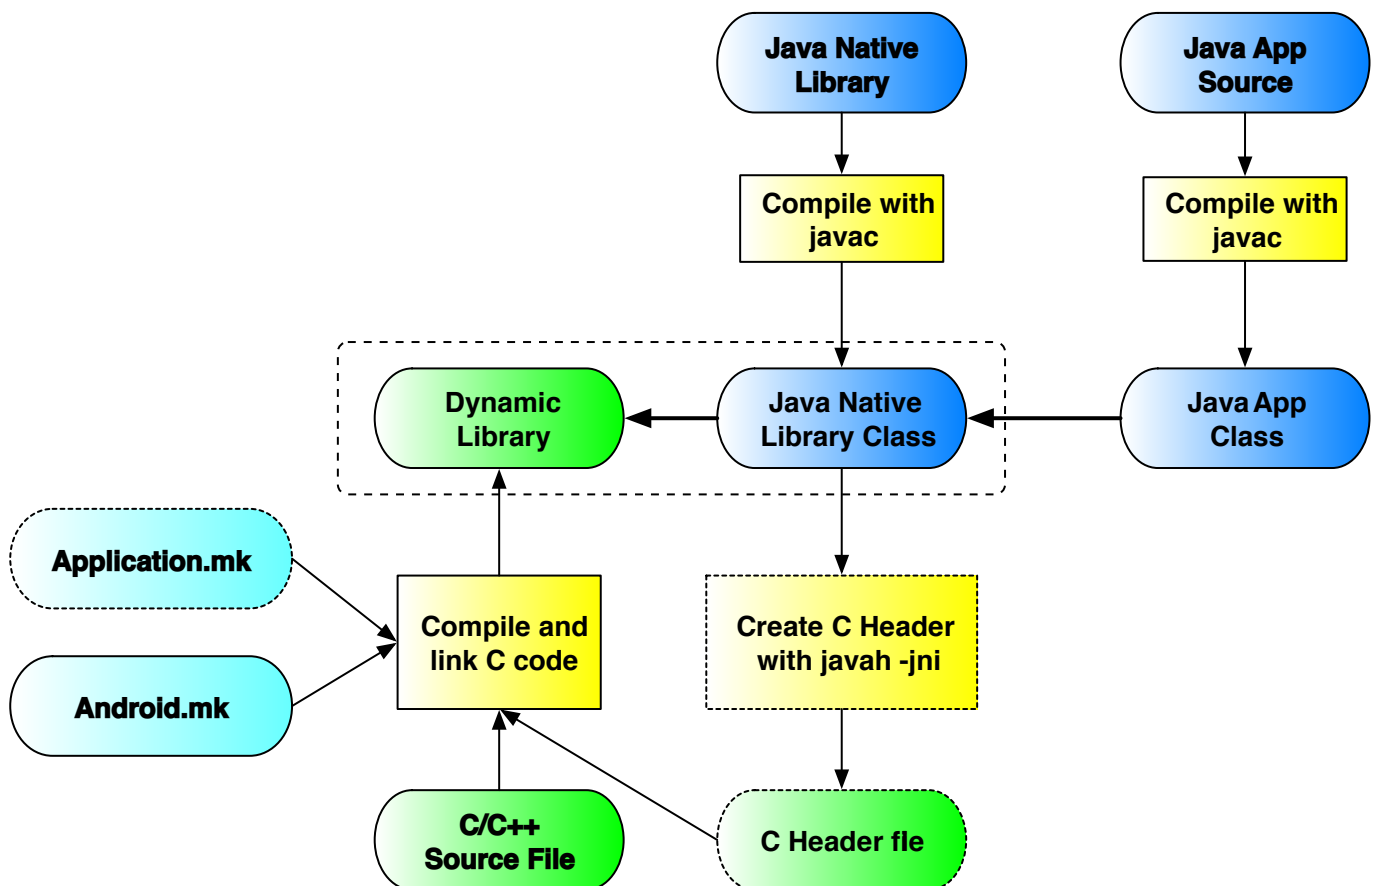 Java Native
Library
Java App
Source
Compile with
javac
Compile with
javac
Dynamic
Library
Java Native
Library Class
Java App
Class
Application.mk
Android.mk
Compile and
link C code
Create C Header
with javah -jni
C/C++
Source File
C Header fle